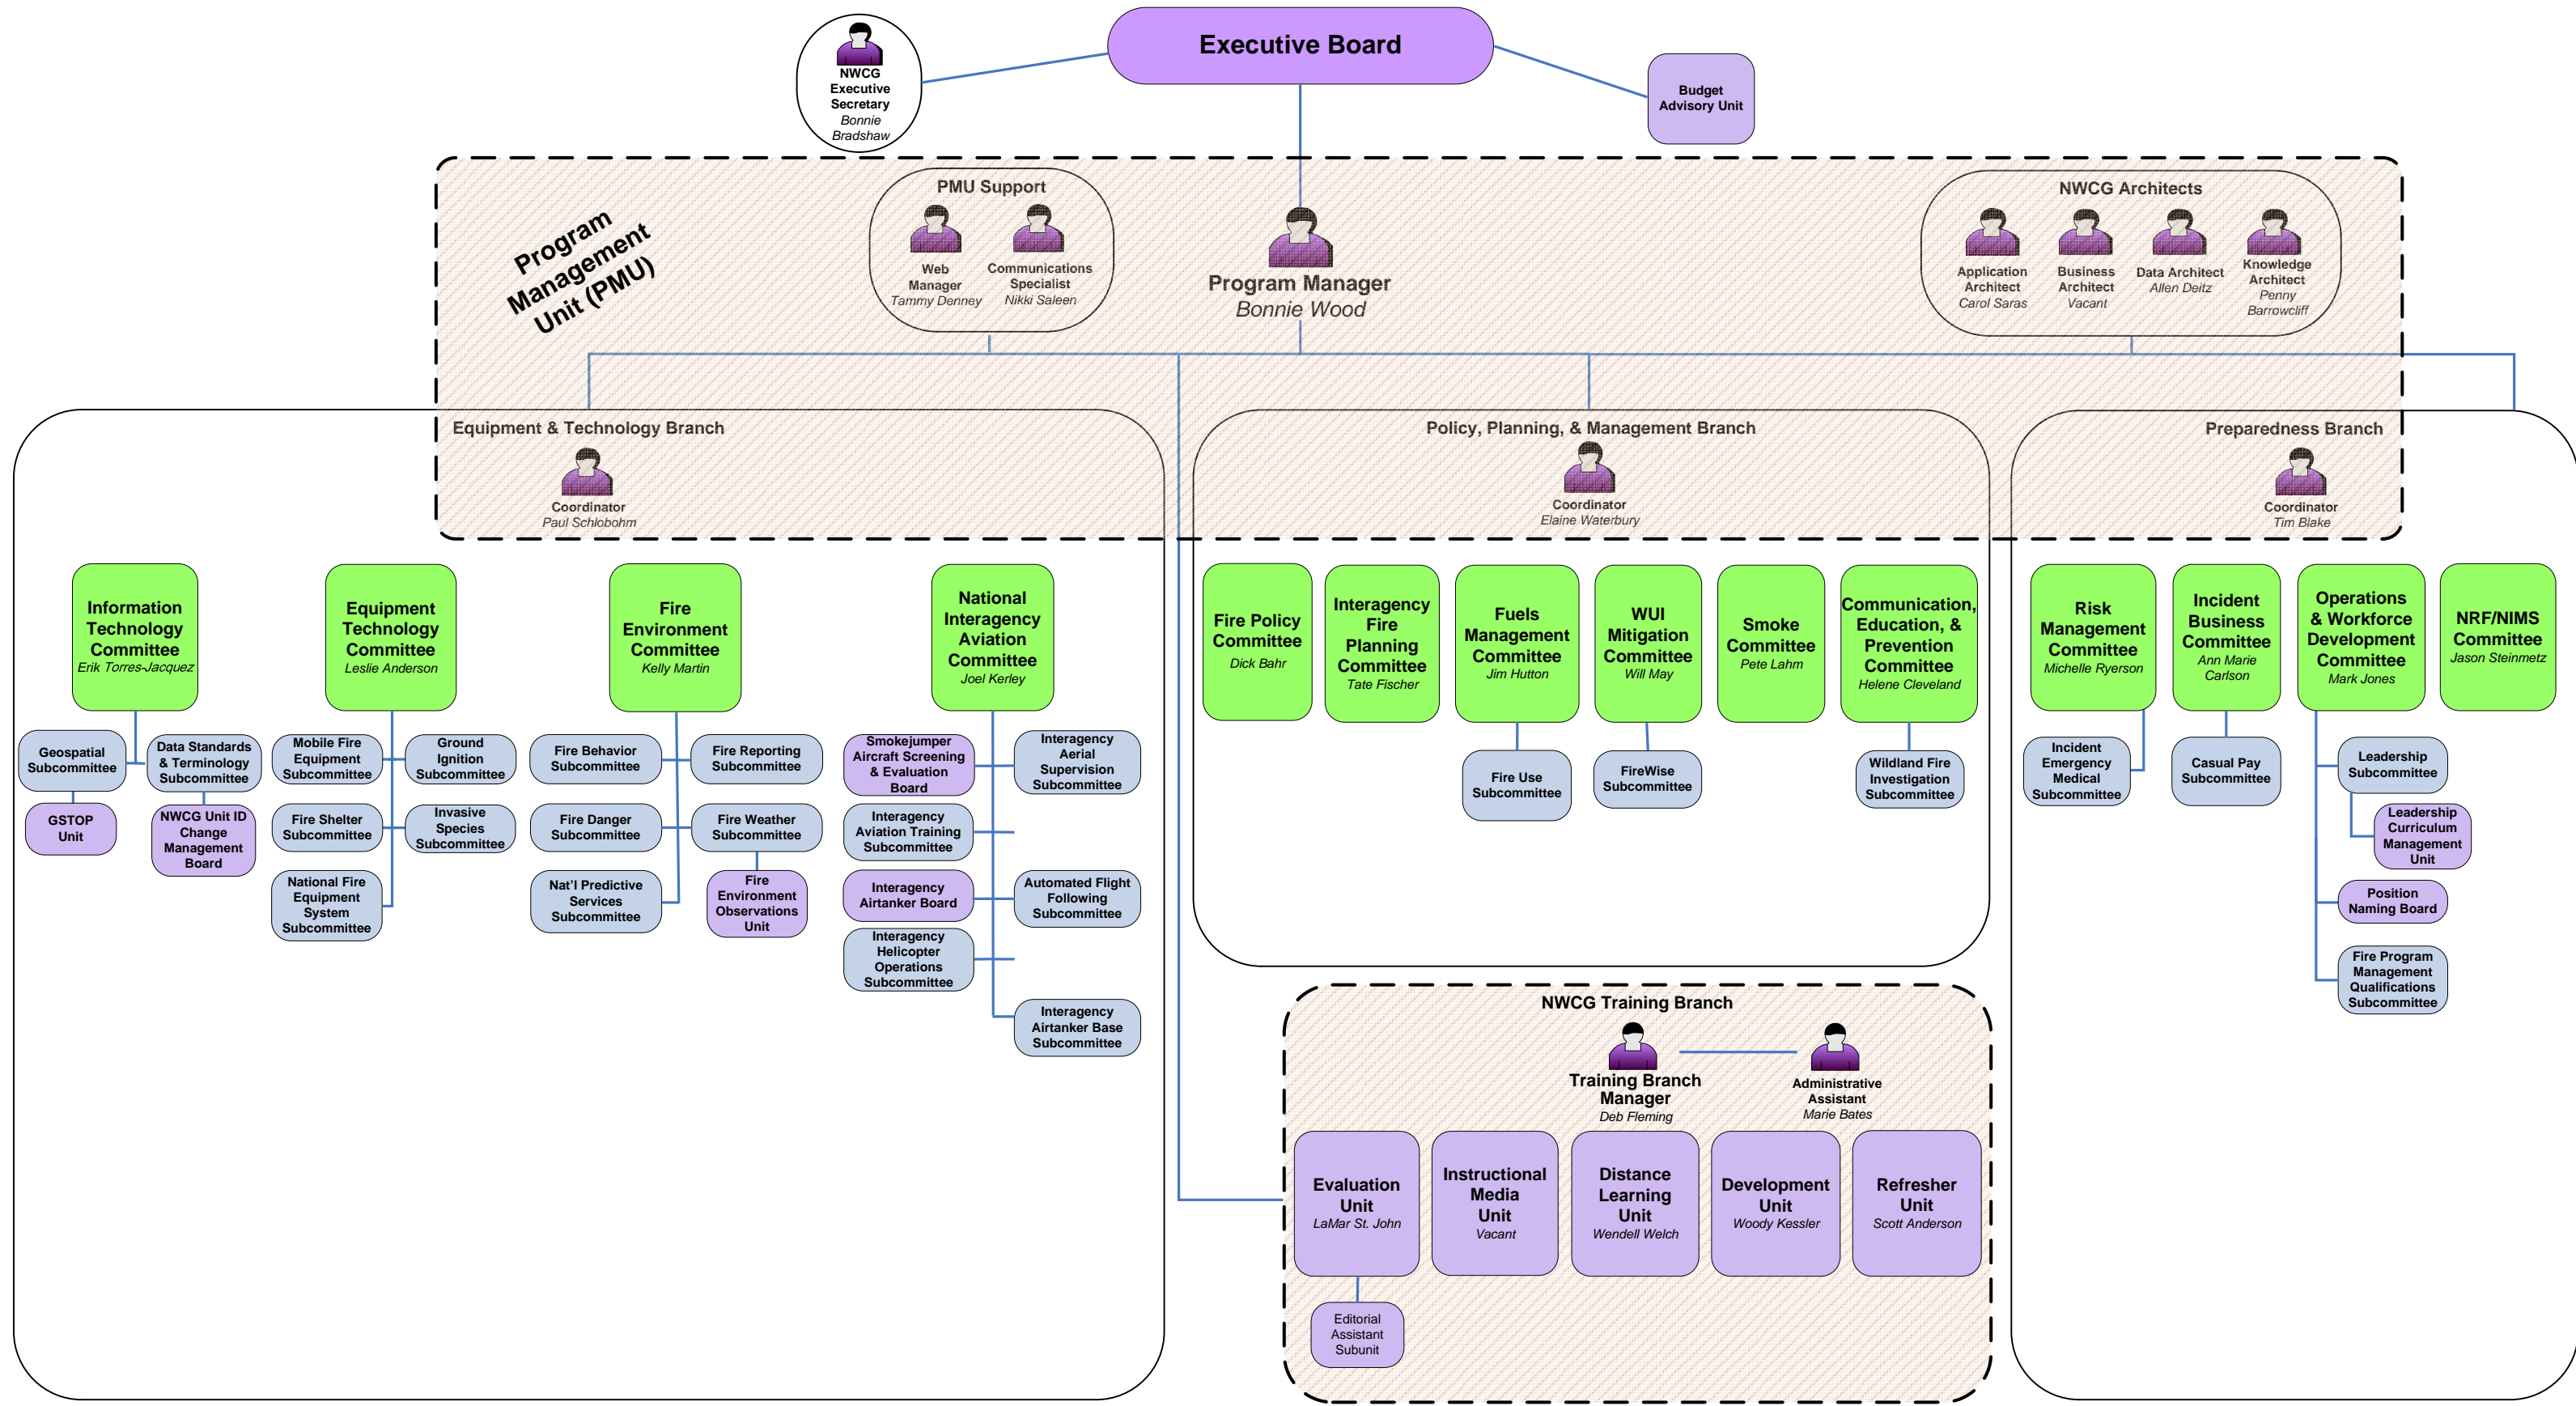 Executive Board
NWCG
Executive
Secretary
Bonnie
Bradshaw
Budget
Advisory Unit
Program
Management
Unit (PMU)
PMU Support
Web
Manager
Tammy Denney
Communications
Specialist
Nikki Saleen
Program Manager
Bonnie Wood
NWCG Architects
Application
Architect
Carol Saras
Business
Architect
Vacant
Data Architect
Allen Deitz
Knowledge
Architect
Penny
Barrowcliff
Equipment & Technology Branch
Coordinator
Paul Schlobohm
Policy, Planning, & Management Branch
Coordinator
Elaine Waterbury
Preparedness Branch
Coordinator
Tim Blake
Information
Technology
Committee
Erik Torres-Jacquez
Equipment
Technology
Committee
Leslie Anderson
Fire
Environment
Committee
Kelly Martin
National
Interagency
Aviation
Committee
Joel Kerley
Fire Policy
Committee
Dick Bahr
Interagency
Fire
Planning
Committee
Tate Fischer
Fuels
Management
Committee
Jim Hutton
WUI
Mitigation
Committee
Will May
Smoke
Committee
Pete Lahm
Communication,
Education, &
Prevention
Committee
Helene Cleveland
Risk
Management
Committee
Michelle Ryerson
Incident
Business
Committee
Ann Marie
Carlson
Operations
& Workforce
Development
Committee
Mark Jones
NRF/NIMS
Committee
Jason Steinmetz
Geospatial
Subcommittee
Data Standards
& Terminology
Subcommittee
GSTOP
Unit
NWCG Unit ID
Change
Management
Board
Mobile Fire
Equipment
Subcommittee
Ground
Ignition
Subcommittee
Fire Shelter
Subcommittee
Invasive
Species
Subcommittee
National Fire
Equipment
System
Subcommittee
Fire Behavior
Subcommittee
Fire Reporting
Subcommittee
Fire Danger
Subcommittee
Fire Weather
Subcommittee
Nat'l Predictive
Services
Subcommittee
Fire
Environment
Observations
Unit
Smokejumper
Aircraft Screening
& Evaluation
Board
Interagency
Aerial
Supervision
Subcommittee
Interagency
Aviation Training
Subcommittee
Interagency
Airtanker Board
Automated Flight
Following
Subcommittee
Interagency
Helicopter
Operations
Subcommittee
Interagency
Airtanker Base
Subcommittee
Fire Use
Subcommittee
FireWise
Subcommittee
Wildland Fire
Investigation
Subcommittee
Incident
Emergency
Medical
Subcommittee
Casual Pay
Subcommittee
Leadership
Subcommittee
Leadership
Curriculum
Management
Unit
Position
Naming Board
Fire Program
Management
Qualifications
Subcommittee
NWCG Training Branch
Training Branch
Manager
Deb Fleming
Administrative
Assistant
Marie Bates
Evaluation
Unit
LaMar St. John
Instructional
Media
Unit
Vacant
Distance
Learning
Unit
Wendell Welch
Development
Unit
Woody Kessler
Refresher
Unit
Scott Anderson
Editorial
Assistant
Subunit